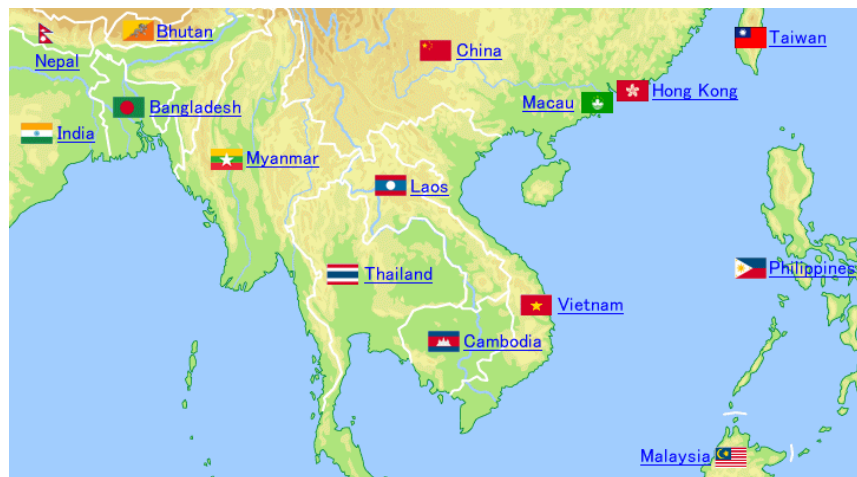 Bhutan
Taiwan
China
Nepal
Hong Kong
Macau
Bangladesh
India
Myanmar
Laos
Philippines
Thailand
Vietnam
Cambodia
Malaysia